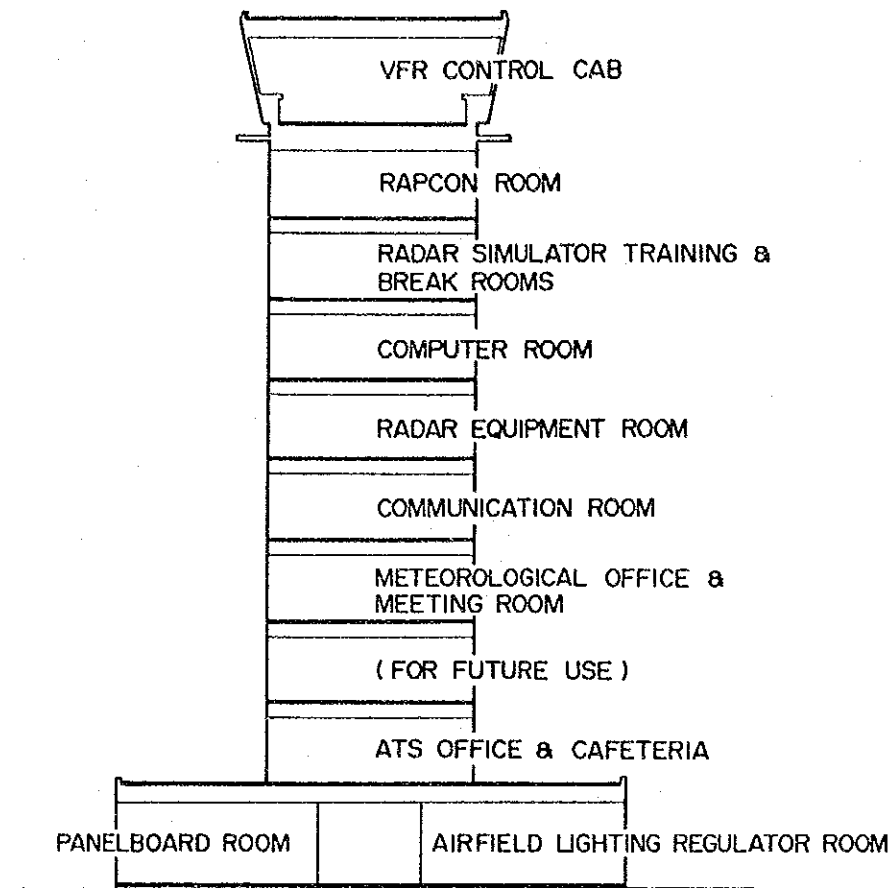 VFR CONTROL CAB
RAPCON ROOM
RADAR SIMULATOR TRAINING &
BREAK ROOMS
COMPUTER ROOM
RADAR EQUIPMENT ROOM
COMMUNICATION ROOM
METEOROLOGICAL OFFICE &
MEETING ROOM
(FOR FUTURE USE)
ATS OFFICE & CAFETERIA
PANELBOARD ROOM
AIRFIELD LIGHTING REGULATOR ROOM